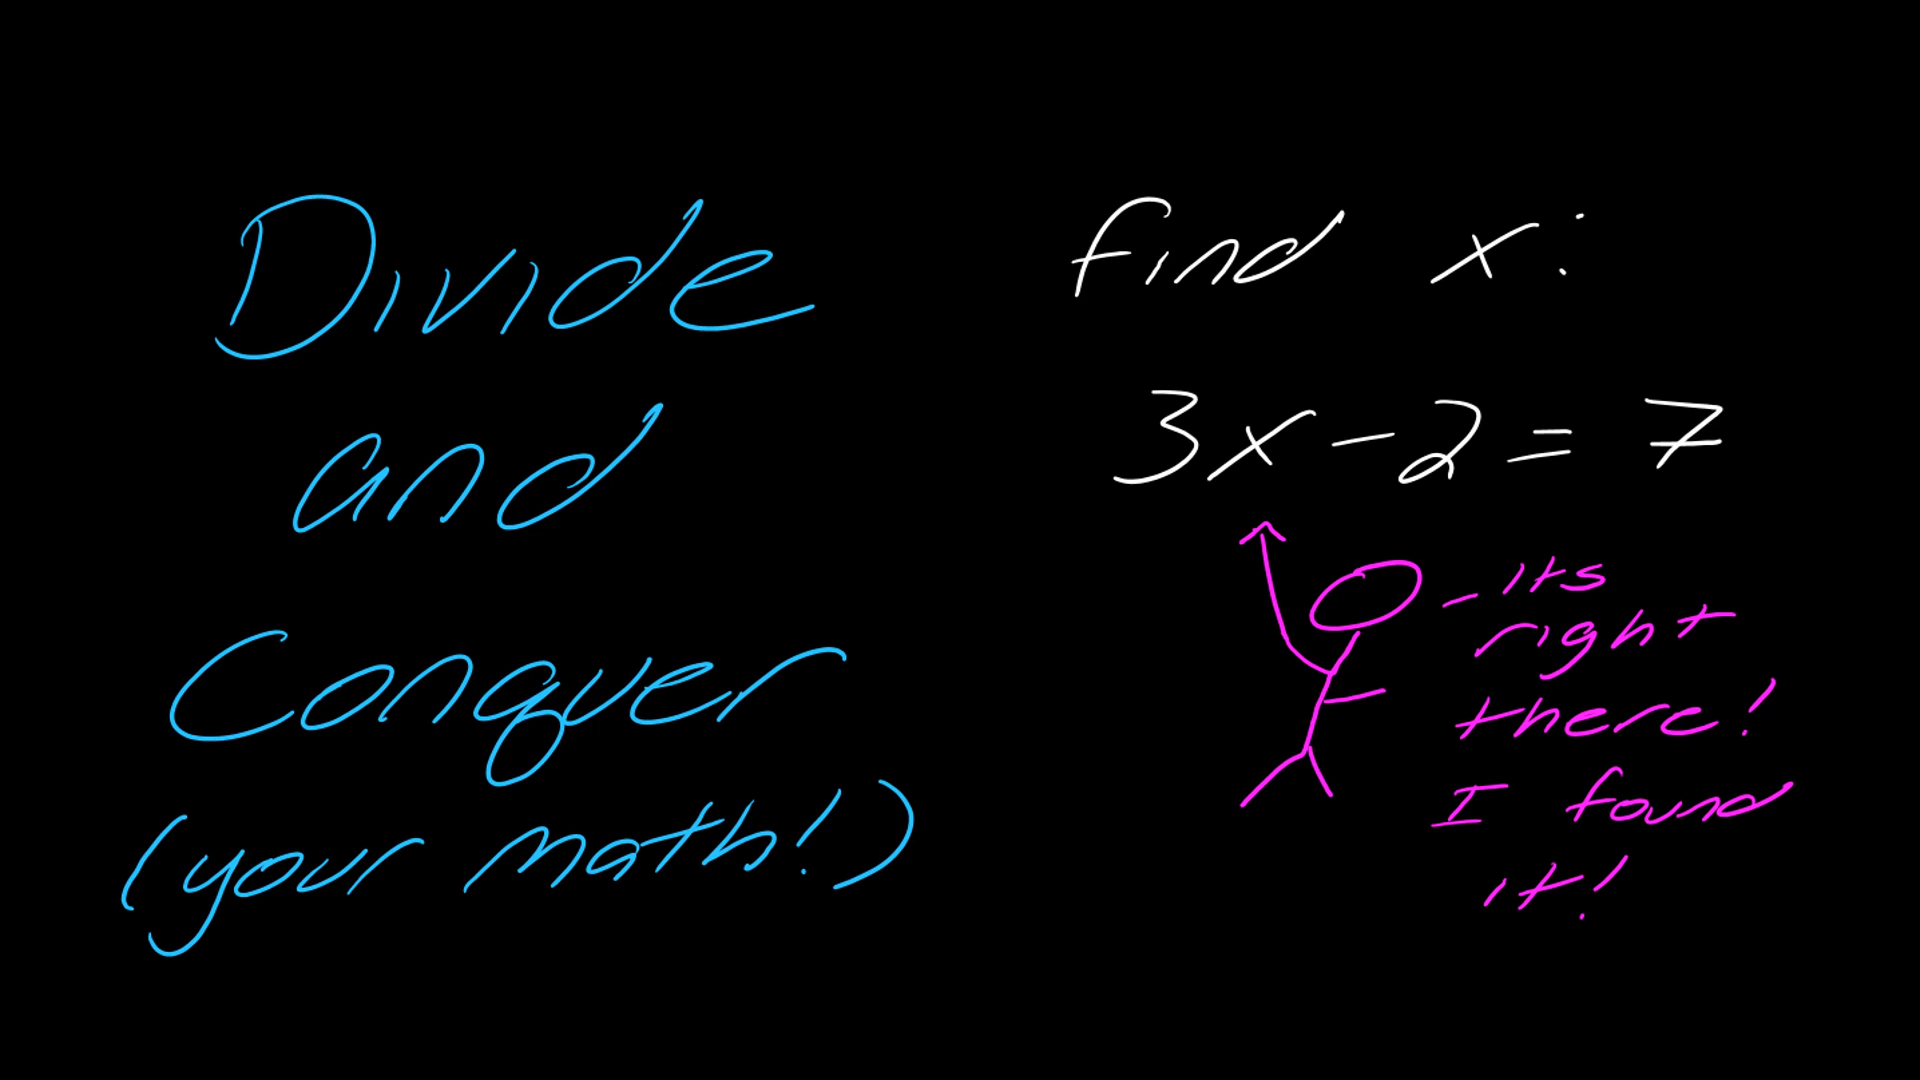 Divide
and
Conquer
(your math!)
find x:
3x-2=7
- its
right
there!
I found
it!